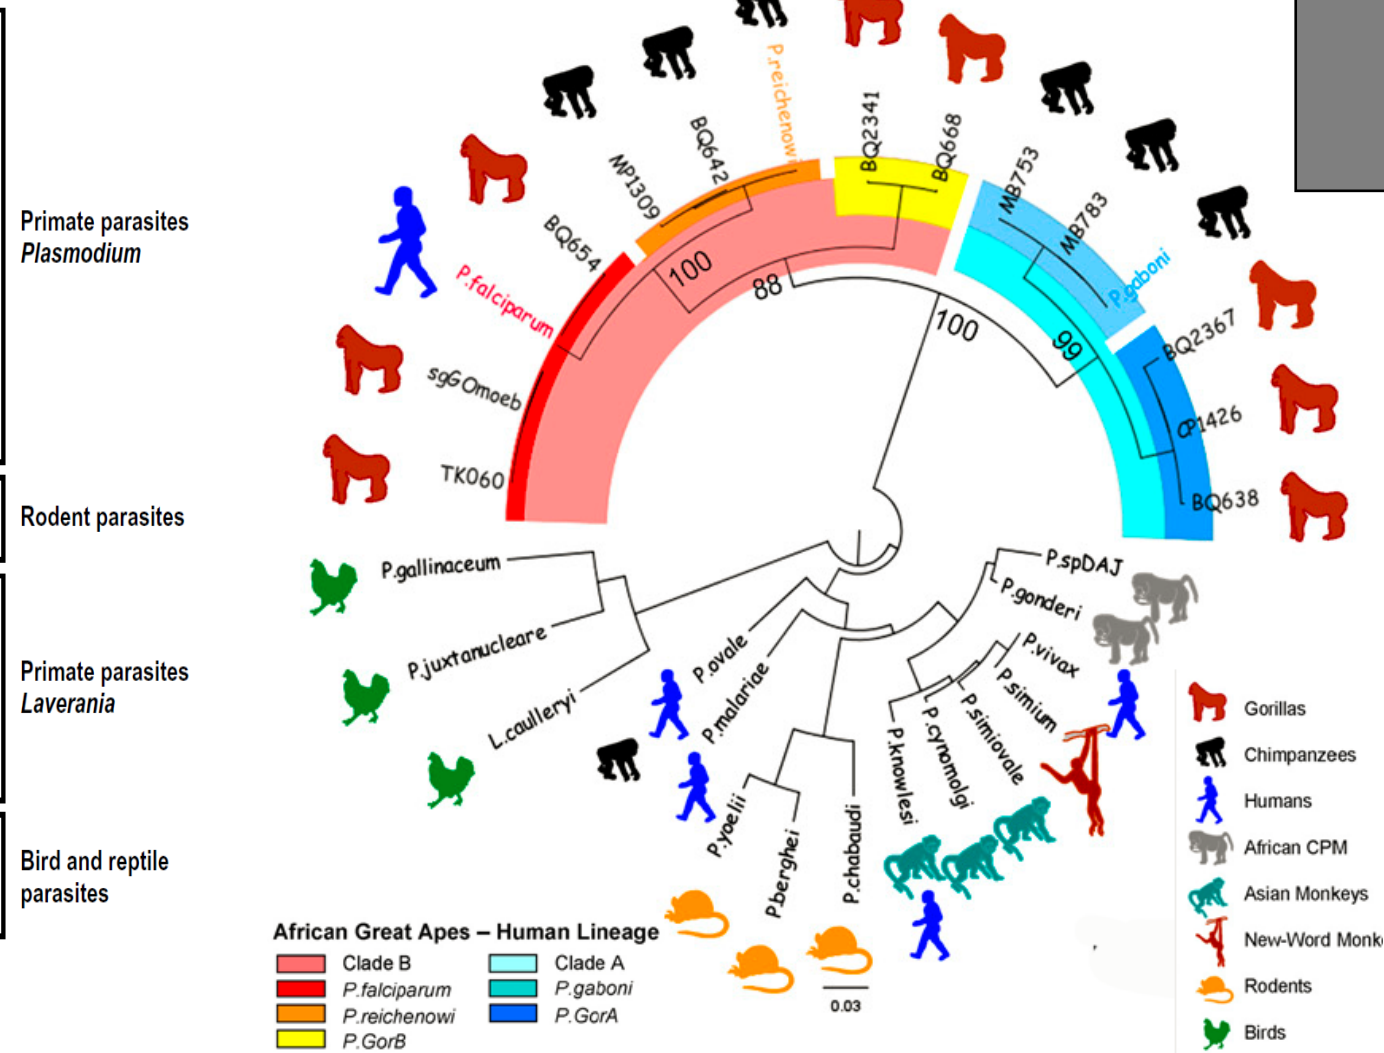 Primate parasites
Plasmodium
Rodent parasites
Primate parasites
Laverania
Bird and reptile
parasites
TK060
sgGOmoeb
P.falciparum
BQ654
MP1309
BQ642
P.reichenowi
BQ2341
BQ668
MB753
MB783
P.gaboni
BQ2367
CP1426
BQ638
100
88
100
99
P.gallinaceum
P.juxtanucleare
L.caulleryi
P.ovale
P.malariae
P.yoelii
P.berghei
P.chabaudi
P.knowlesi
P.cynomolgi
P.simiovale
P.simium
P.vivax
P.gonderi
P.spDAJ
0.03
African Great Apes – Human Lineage
Clade B
P.falciparum
P.reichenowi
P.GorB
Clade A
P.gaboni
P.GorA
Gorillas
Chimpanzees
Humans
African CPM
Asian Monkeys
New-Word Monk
Rodents
Birds